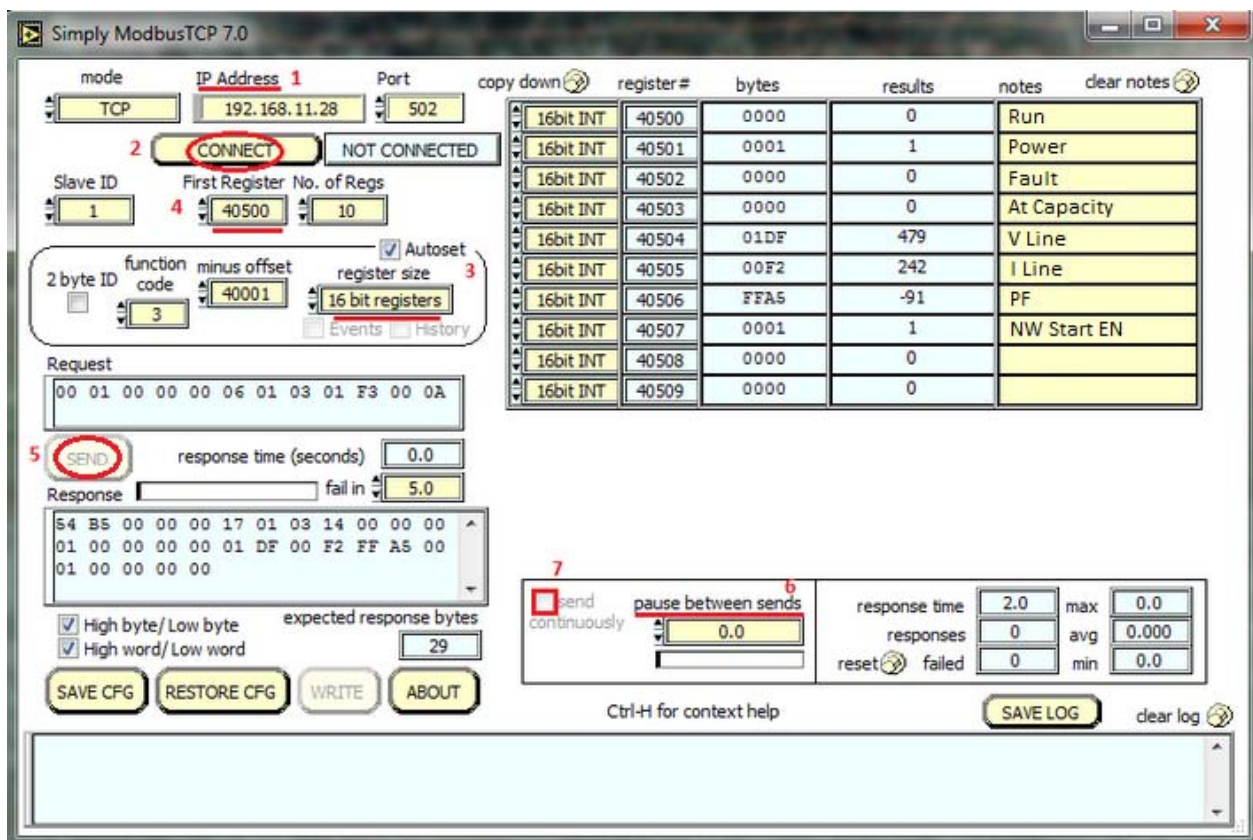 Simply ModbusTCP 7.0
mode IP Address 1 Port
TCP 192.168.11.28 502
2 CONNECT NOT CONNECTED
Slave ID First Register No. of Regs
1 4 40500 10
Autoset
2 byte ID function code minus offset register size 3
3 40001 16 bit registers
Events History
Request
00 01 00 00 00 06 01 03 01 F3 00 0A
5 SEND response time (seconds) 0.0
Response fail in 5.0
54 B5 00 00 00 17 01 03 14 00 00 00
01 00 00 00 00 01 DF 00 F2 FF A5 00
01 00 00 00 00
High byte/Low byte expected response bytes
High word/Low word 29
SAVE CFG RESTORE CFG WRITE ABOUT
copy down register# bytes results notes clear notes
16bit INT 40500 0000 0 Run
16bit INT 40501 0001 1 Power
16bit INT 40502 0000 0 Fault
16bit INT 40503 0000 0 At Capacity
16bit INT 40504 01DF 479 V Line
16bit INT 40505 00F2 242 I Line
16bit INT 40506 FFA5 -91 PF
16bit INT 40507 0001 1 NW Start EN
16bit INT 40508 0000 0
16bit INT 40509 0000 0
7 6
send continuously pause between sends
0.0
response time 2.0 max 0.0
responses 0 avg 0.000
reset failed 0 min 0.0
Ctrl-H for context help SAVE LOG clear log